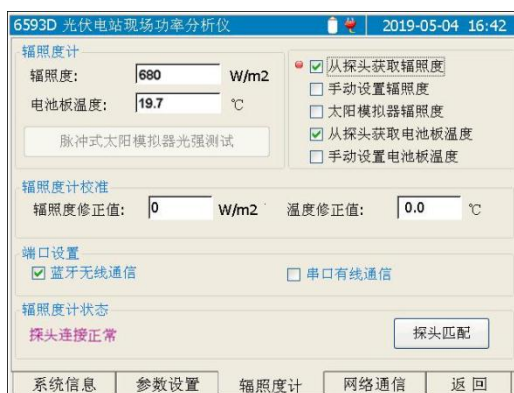 6593D 光伏电站现场功率分析仪 2019-05-04 16:42
辐照度计
辐照度: 680 W/m2
电池板温度: 19.7 ℃
脉冲式太阳模拟器光强测试
从探头获取辐照度
手动设置辐照度
太阳模拟器辐照度
从探头获取电池板温度
手动设置电池板温度
辐照度计校准
辐照度修正值: 0 W/m2 温度修正值: 0.0 ℃
端口设置
蓝牙无线通信 串口有线通信
辐照度计状态
探头连接正常 探头匹配
系统信息 参数设置 辐照度计 网络通信 返回